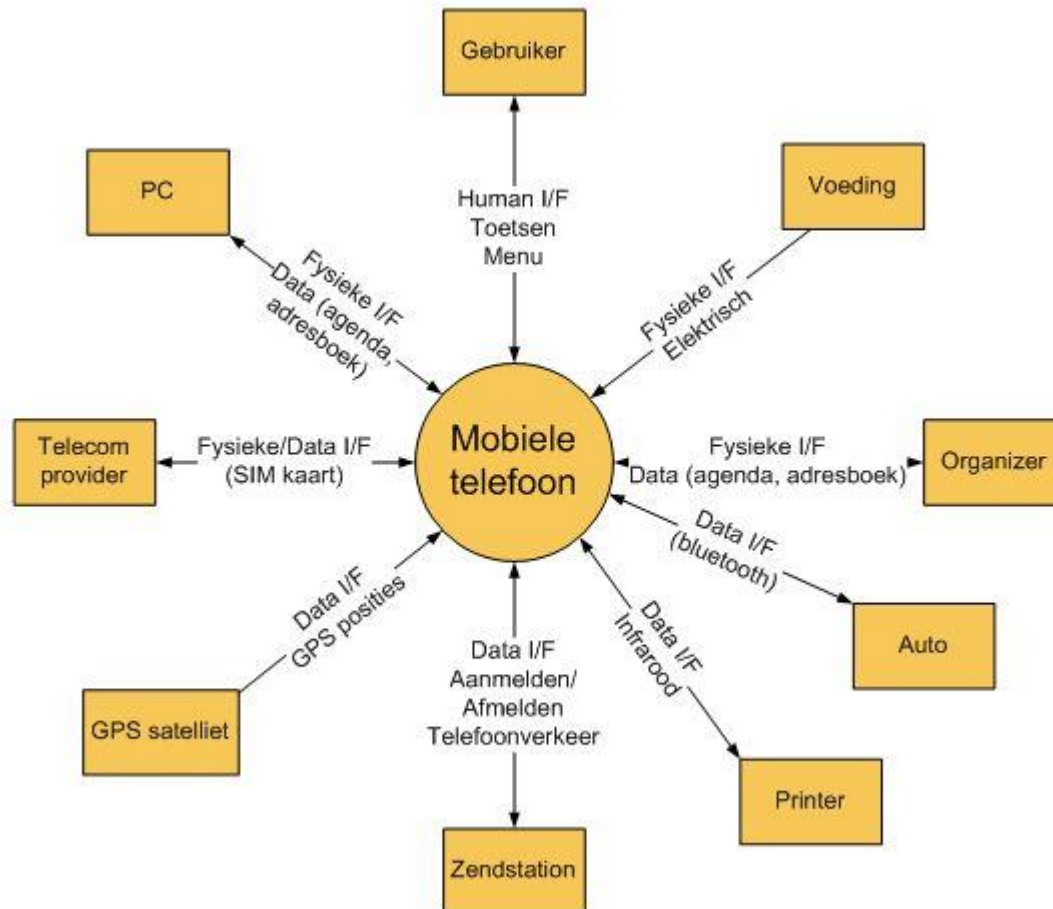 Gebruiker
PC
Voeding
Human I/F
Toetsen
Menu
Fysieke I/F
Data (agenda,
adresboek)
Fysieke I/F
Elektrisch
Mobiele
telefoon
Telecom
provider
Fysieke/Data I/F
(SIM kaart)
Fysieke I/F
Data (agenda, adresboek)
Organizer
Data I/F
(bluetooth)
Auto
Data I/F
GPS posities
GPS satelliet
Data I/F
Aanmelden/
Afmelden
Telefoonverkeer
Data I/F
Infrarood
Printer
Zendstation